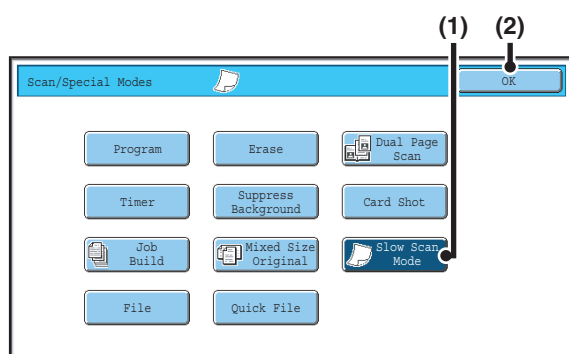 (1) (2)
Scan/Special Modes OK
Program Erase Dual Page
Scan
Timer Suppress
Background Card Shot
Job
Build Mixed Size
Original Slow Scan
Mode
File Quick File